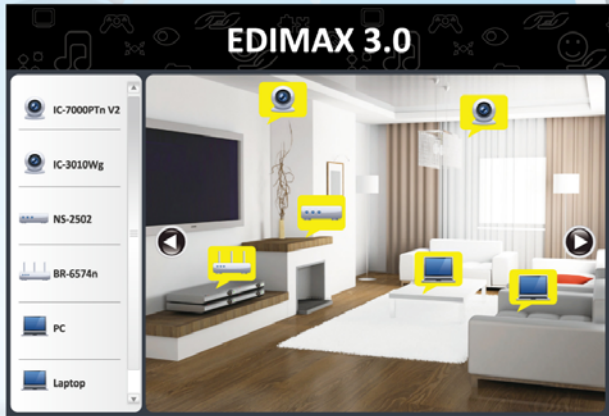 EDIMAX 3.0
IC-7000PTn V2
IC-3010Wg
NS-2502
BR-6574n
PC
Laptop